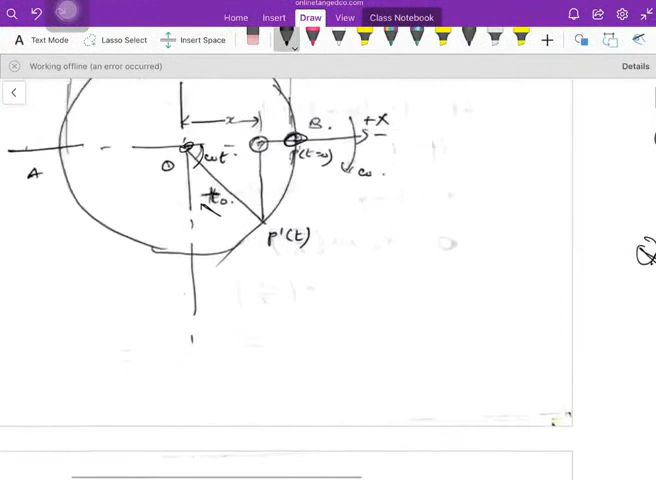 onlinetangedco.com
Home Insert Draw View Class Notebook
Text Mode Lasso Select Insert Space
Working offline (an error occurred) Details
x B. +X
A O ωt P'(t=0) ω.
P'(t)